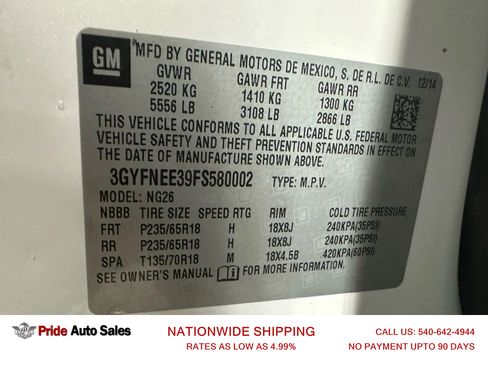 GM
MFD BY GENERAL MOTORS DE MEXICO, S. DE R.L. DE C.V. 12/14
GVWR GAWR FRT GAWR RR
2520 KG 1410 KG 1300 KG
5556 LB 3108 LB 2866 LB
THIS VEHICLE CONFORMS TO ALL APPLICABLE U.S. FEDERAL MOTOR
VEHICLE SAFETY AND THEFT PREVENTION STANDARDS IN EFFECT ON
THE DATE OF MANUFACTURE SHOWN ABOVE.
3GYFNEE39FS580002 TYPE: M.P.V.
MODEL: NG26
NBBB TIRE SIZE SPEED RTG RIM COLD TIRE PRESSURE
FRT P235/65R18 H 18X8J 240KPA(35PSI)
RR P235/65R18 H 18X8J 240KPA(35PSI)
SPA T135/70R18 M 18X4.5B 420KPA(60PSI)
SEE OWNER'S MANUAL FOR MORE INFORMATION.
Pride Auto Sales
NATIONWIDE SHIPPING
RATES AS LOW AS 4.99%
CALL US: 540-642-4944
NO PAYMENT UPTO 90 DAYS